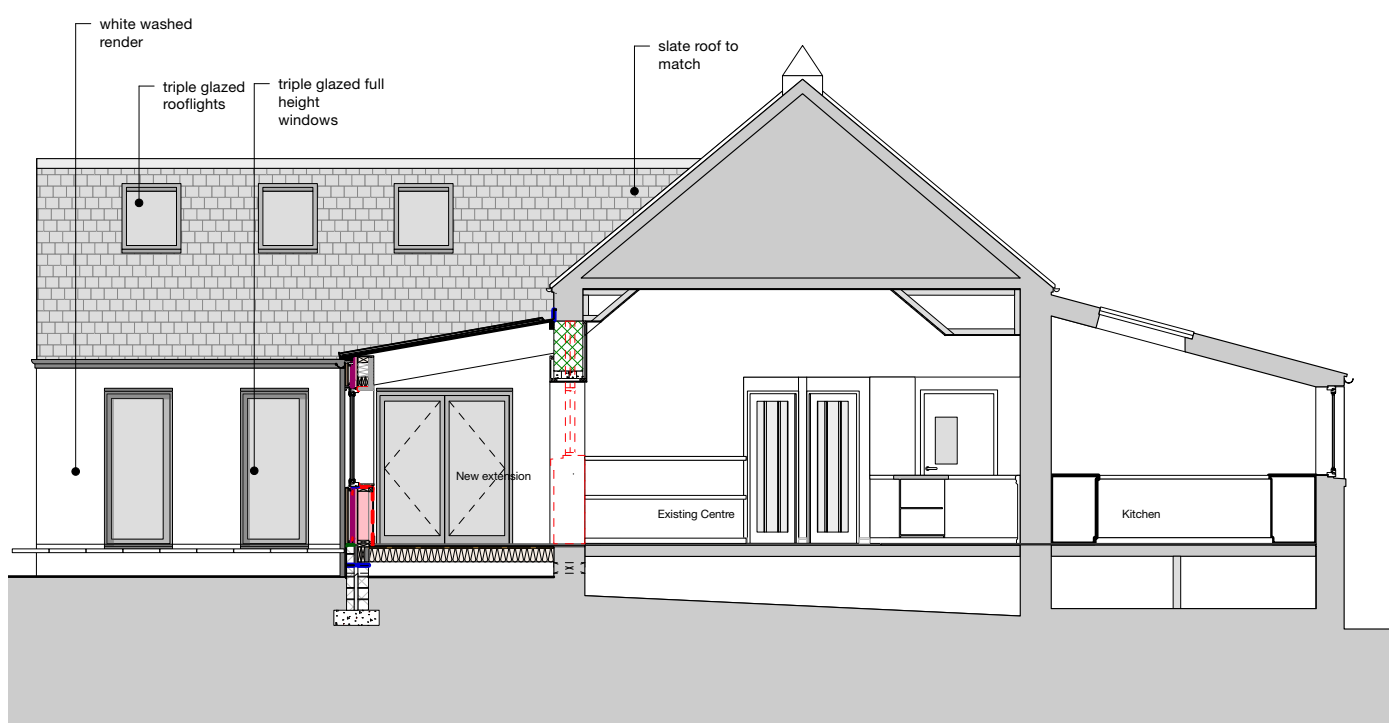 white washed
render
triple glazed
rooflights
triple glazed full
height
windows
slate roof to
match
New extension
Existing Centre
Kitchen